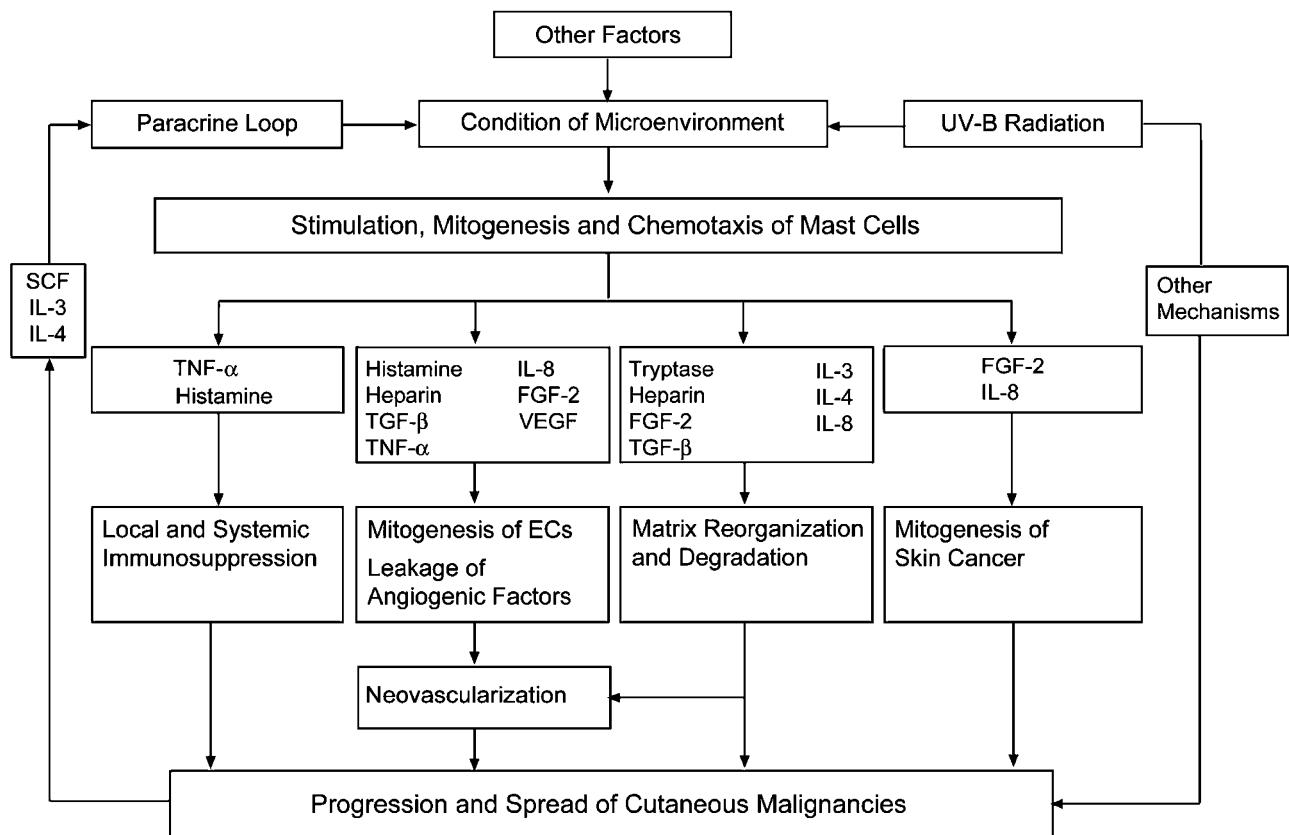 Other Factors
Paracrine Loop
Condition of Microenvironment
UV-B Radiation
Stimulation, Mitogenesis and Chemotaxis of Mast Cells
SCF
IL-3
IL-4
Other
Mechanisms
TNF-α
Histamine
Histamine IL-8
Heparin FGF-2
TGF-β VEGF
TNF-α
Tryptase IL-3
Heparin IL-4
FGF-2 IL-8
TGF-β
FGF-2
IL-8
Local and Systemic
Immunosuppression
Mitogenesis of ECs
Leakage of
Angiogenic Factors
Matrix Reorganization
and Degradation
Mitogenesis of
Skin Cancer
Neovascularization
Progression and Spread of Cutaneous Malignancies